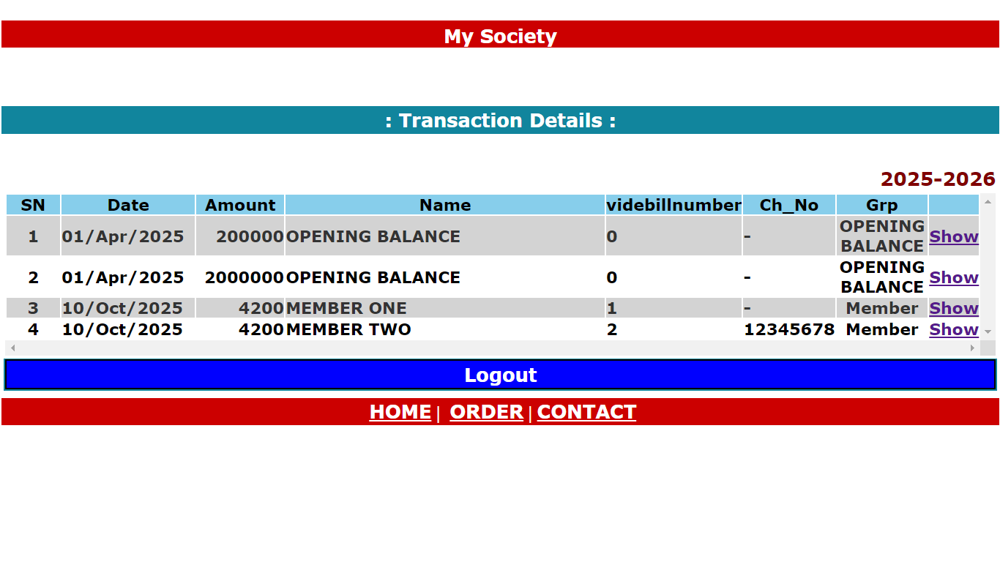 My Society
: Transaction Details :
2025-2026
SN Date Amount Name videbillnumber Ch_No Grp
1 01/Apr/2025 200000 OPENING BALANCE 0 - OPENING BALANCE Show
2 01/Apr/2025 2000000 OPENING BALANCE 0 - OPENING BALANCE Show
3 10/Oct/2025 4200 MEMBER ONE 1 - Member Show
4 10/Oct/2025 4200 MEMBER TWO 2 12345678 Member Show
Logout
HOME | ORDER | CONTACT